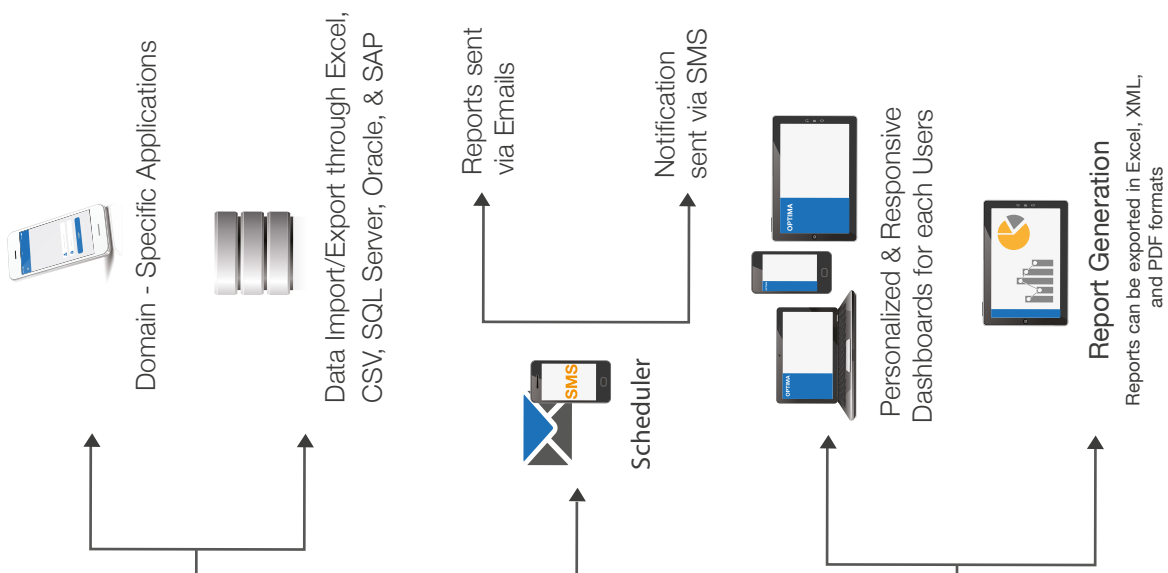 Domain - Specific Applications
Data Import/Export through Excel,
CSV, SQL Server, Oracle, & SAP
Reports sent
via Emails
SMS
Scheduler
Notification
sent via SMS
OPTIMA
OPTIMA
Personalized & Responsive
Dashboards for each Users
Report Generation
Reports can be exported in Excel, XML,
and PDF formats